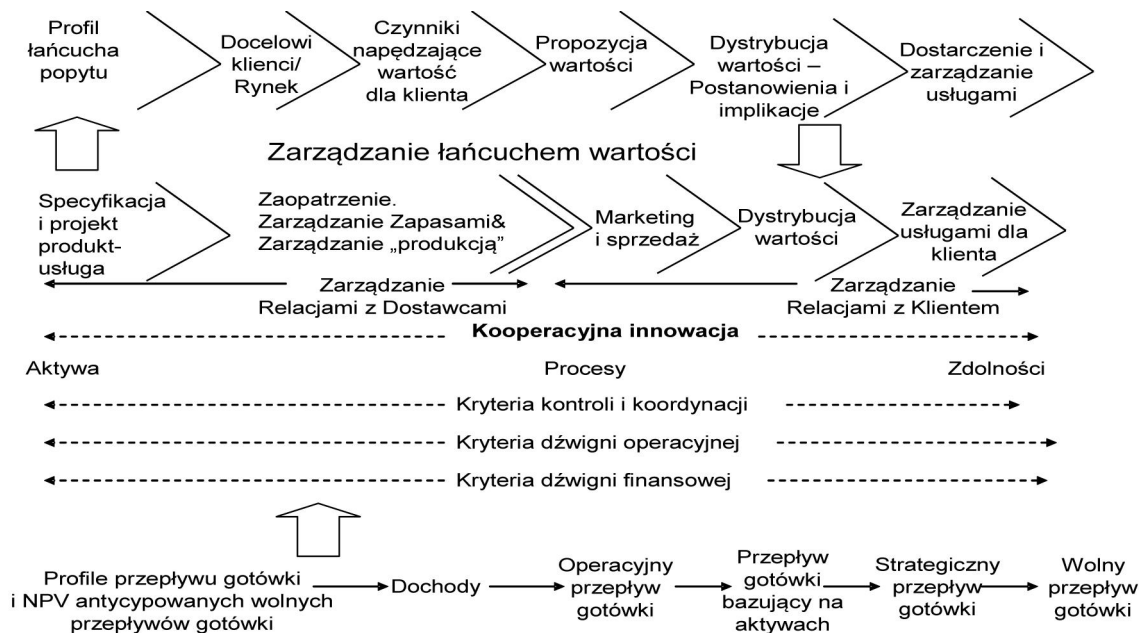 Profil
łańcucha
popytu
Docelowi
klienci/
Rynek
Czynniki
napędzające
wartość
dla klienta
Propozycja
wartości
Dystrybucja
wartości –
Postanowienia i
implikacje
Dostarczenie i
zarządzanie
usługami
Zarządzanie łańcuchem wartości
Specyfikacja
i projekt
produkt-
usługa
Zaopatrzenie.
Zarządzanie Zapasami&
Zarządzanie „produkcją”
Marketing
i sprzedaż
Dystrybucja
wartości
Zarządzanie
usługami dla
klienta
Zarządzanie
Relacjami z Dostawcami
Zarządzanie
Relacjami z Klientem
Kooperacyjna innowacja
Aktywa
Procesy
Zdolności
Kryteria kontroli i koordynacji
Kryteria dźwigni operacyjnej
Kryteria dźwigni finansowej
Profile przepływu gotówki
i NPV antycypowanych wolnych
przepływów gotówki
Dochody
Operacyjny
przepływ
gotówki
Przepływ
gotówki
bazujący na
aktywach
Strategiczny
przepływ
gotówki
Wolny
przepływ
gotówki